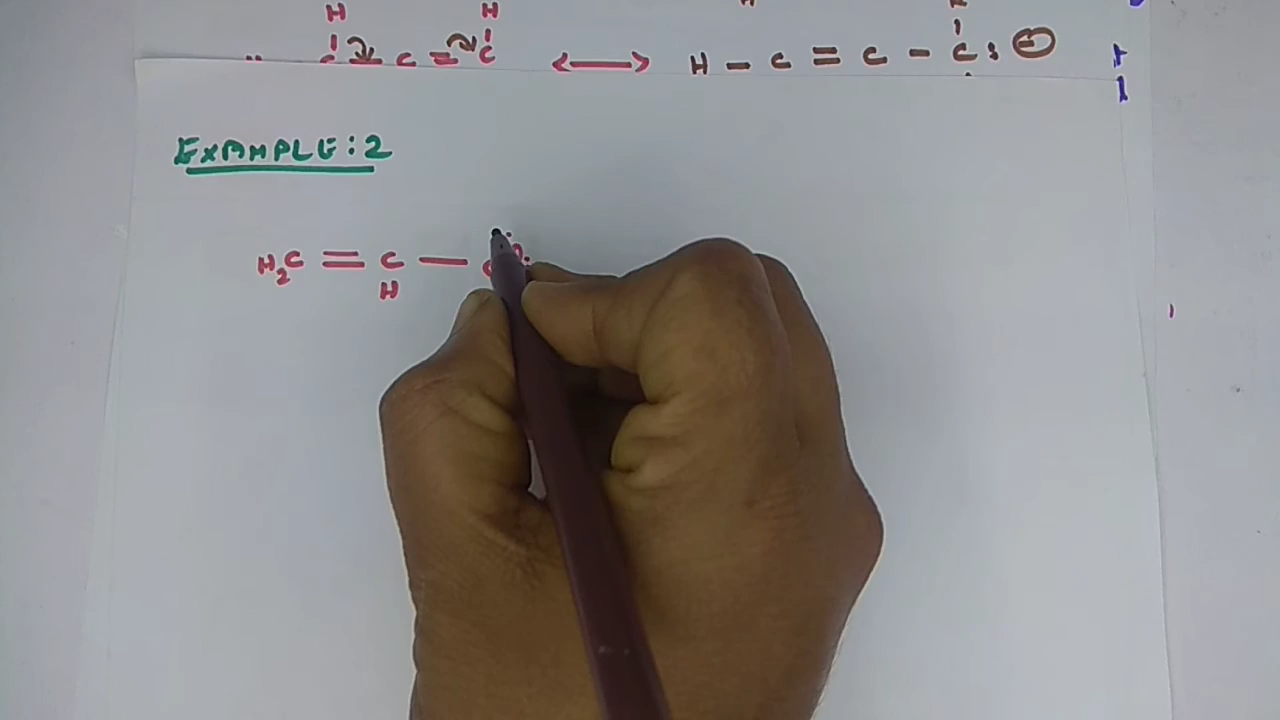 H H
C C = C ⟷ H - C = C - C : ⊖
EXAMPLE: 2
H₂C = C — C
H